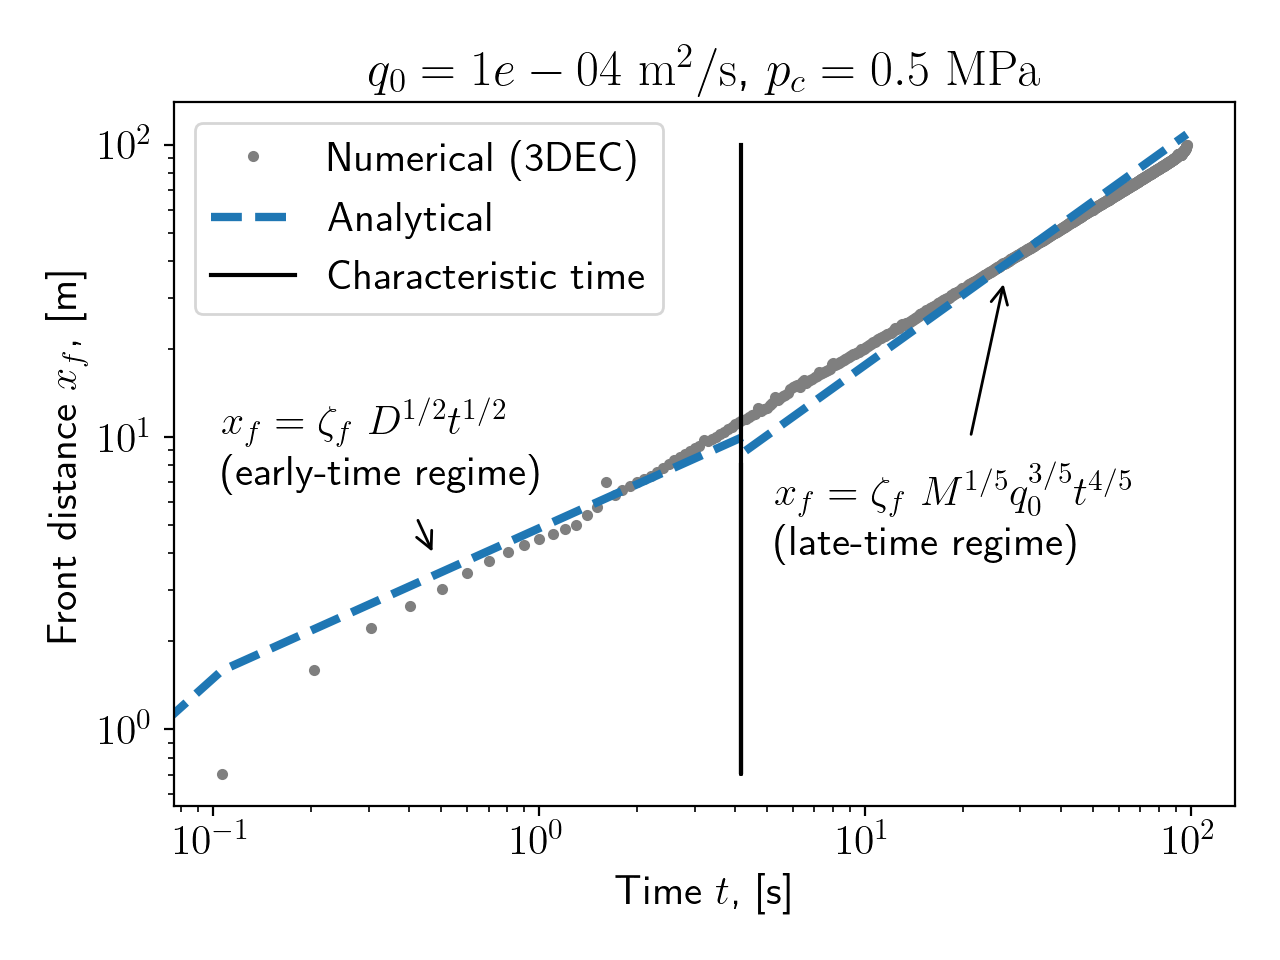 q₀ = 1e − 04 m²/s, p_c = 0.5 MPa
10²
10¹
10⁰
Front distance x_f, [m]
Numerical (3DEC)
Analytical
Characteristic time
x_f = ζ_f D^{1/2}t^{1/2}
(early-time regime)
x_f = ζ_f M^{1/5}q₀^{3/5}t^{4/5}
(late-time regime)
10⁻¹
10⁰
10¹
10²
Time t, [s]